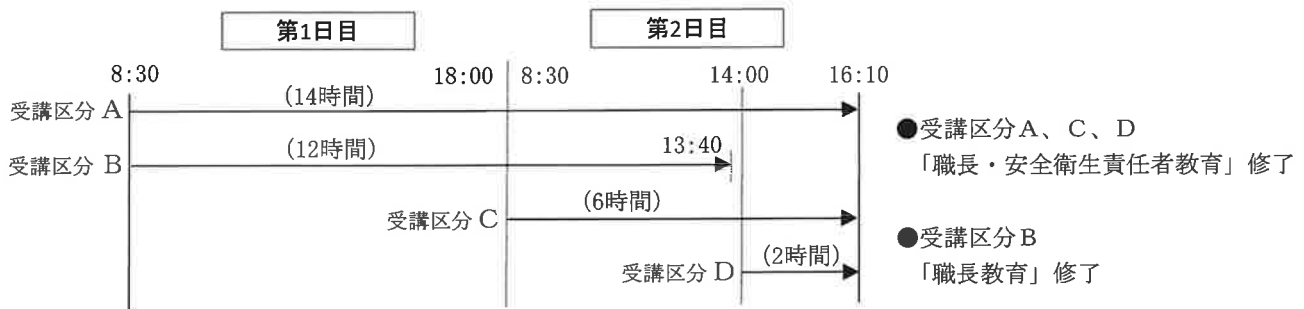 第1日目
第2日目
8:30
18:00
8:30
14:00
16:10
受講区分 A
(14時間)
受講区分 B
(12時間)
13:40
受講区分 C
(6時間)
受講区分 D
(2時間)
●受講区分A、C、D
「職長・安全衛生責任者教育」修了
●受講区分B
「職長教育」修了